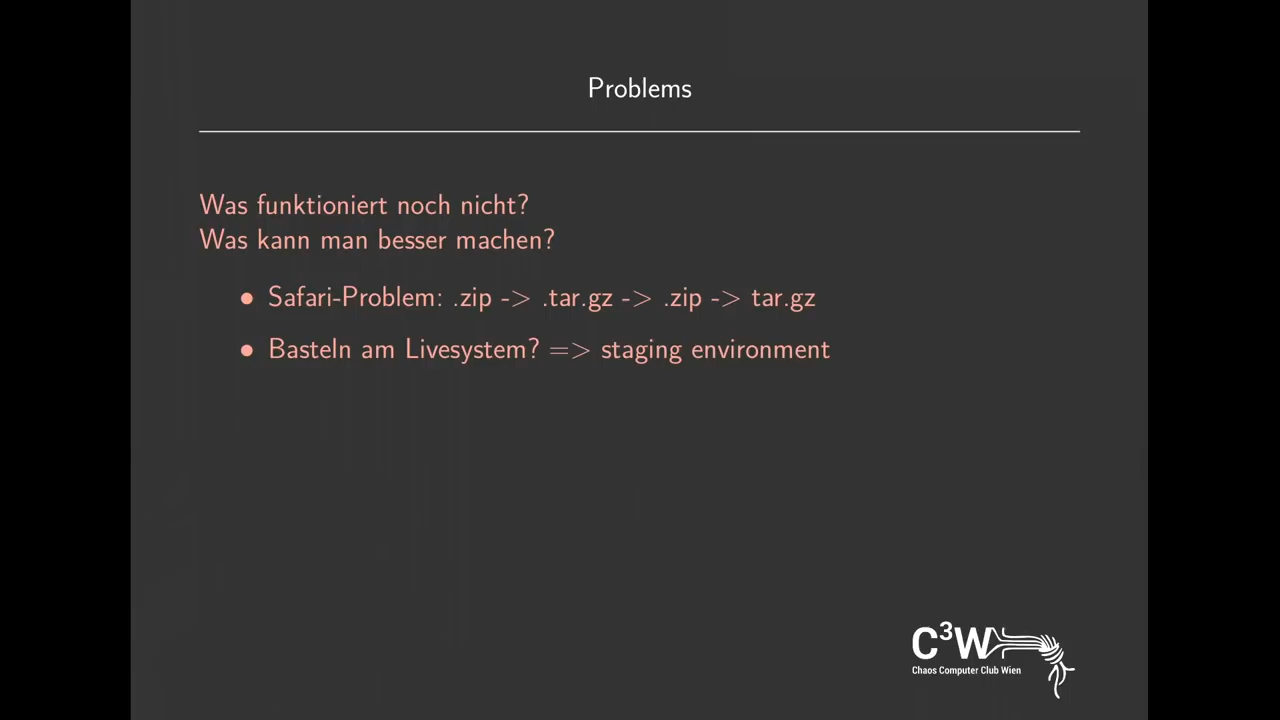 Problems
Was funktioniert noch nicht?
Was kann man besser machen?
• Safari-Problem: .zip -> .tar.gz -> .zip -> tar.gz
• Basteln am Livesystem? => staging environment
C³W
Chaos Computer Club Wien